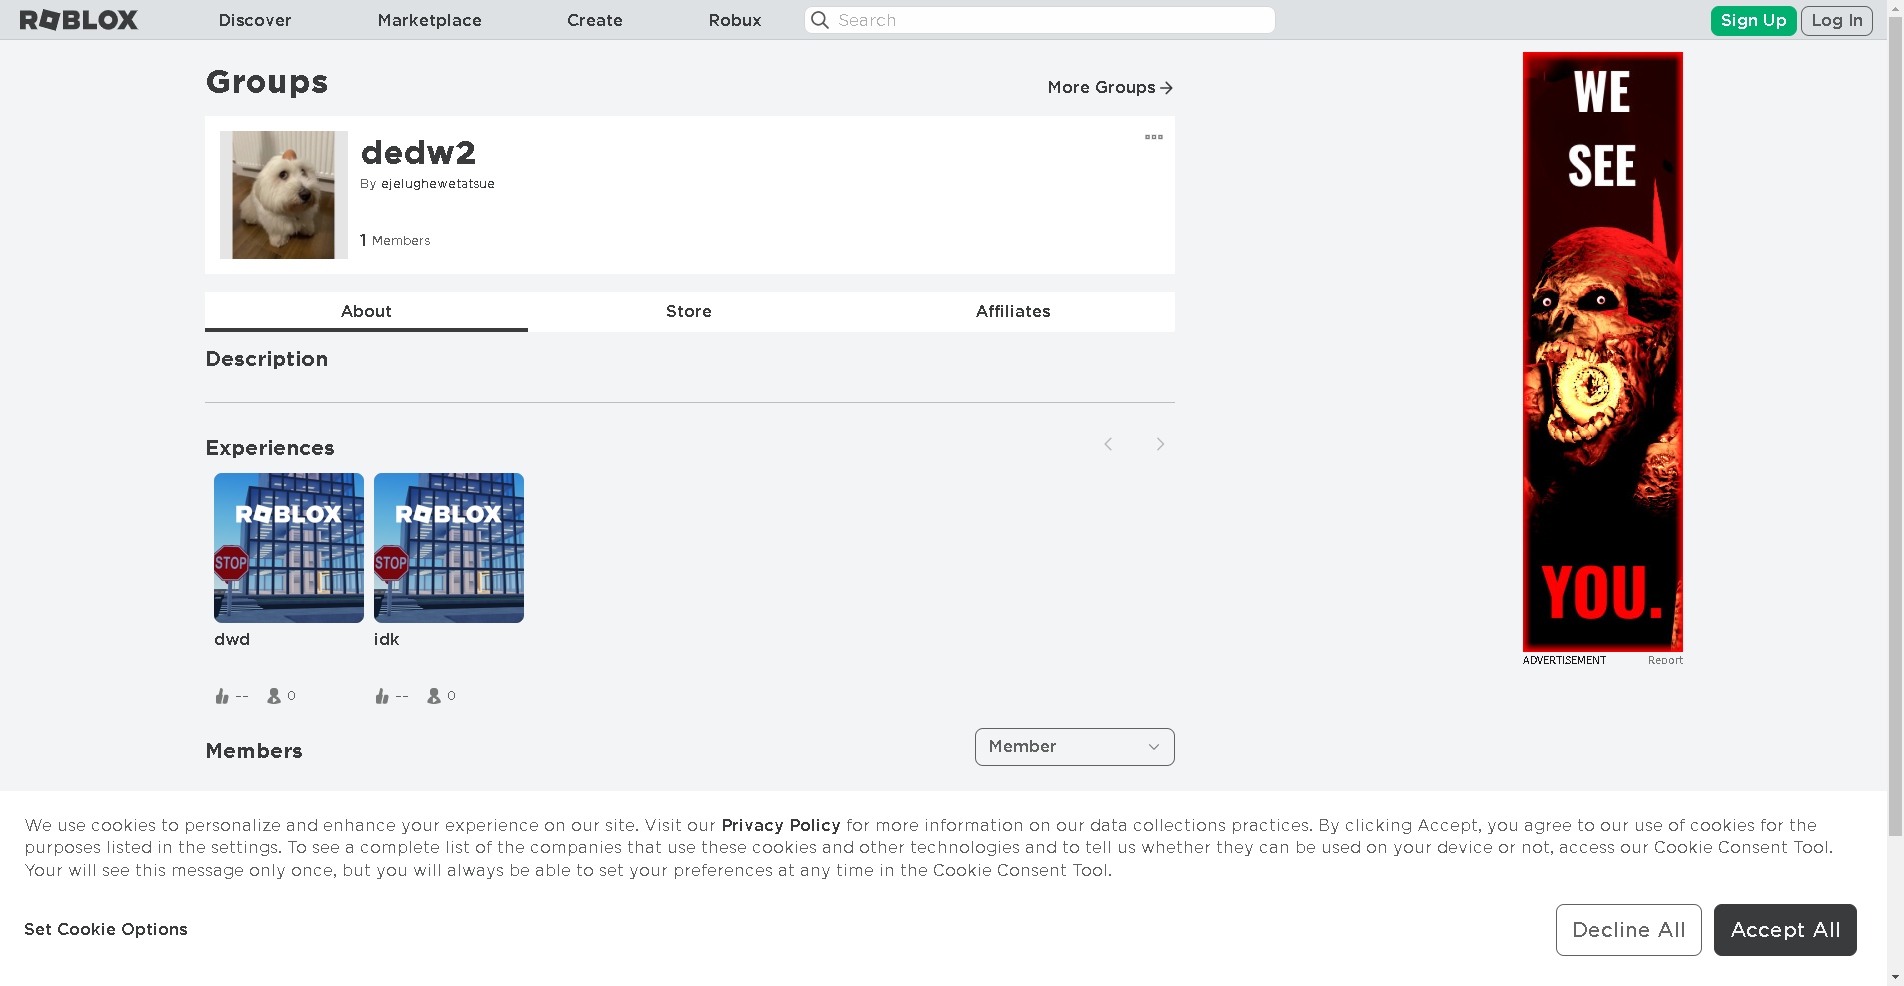 ROBLOX
Discover
Marketplace
Create
Robux
Search
Sign Up
Log In
Groups
More Groups
dedw2
By ejelughewetatsue
1 Members
About
Store
Affiliates
Description
Experiences
ROBLOX
STOP
ROBLOX
STOP
dwd
idk
-- 0
-- 0
Members
Member
WE
SEE
YOU.
ADVERTISEMENT
Report
We use cookies to personalize and enhance your experience on our site. Visit our Privacy Policy for more information on our data collections practices. By clicking Accept, you agree to our use of cookies for the
purposes listed in the settings. To see a complete list of the companies that use these cookies and other technologies and to tell us whether they can be used on your device or not, access our Cookie Consent Tool.
Your will see this message only once, but you will always be able to set your preferences at any time in the Cookie Consent Tool.
Set Cookie Options
Decline All
Accept All